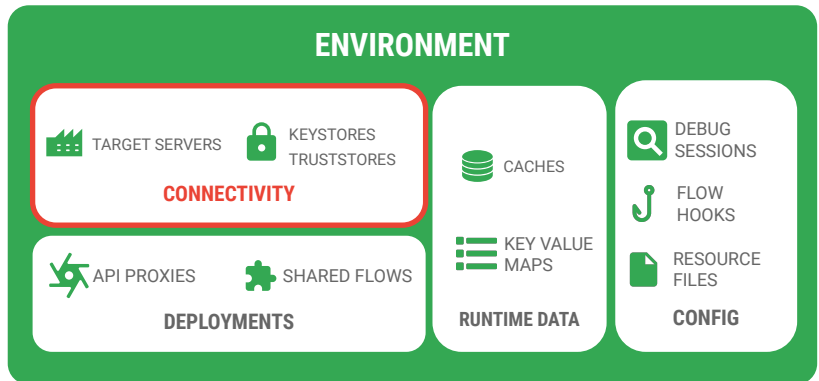 ENVIRONMENT
TARGET SERVERS
KEYSTORES
TRUSTSTORES
CONNECTIVITY
API PROXIES
SHARED FLOWS
DEPLOYMENTS
CACHES
KEY VALUE
MAPS
RUNTIME DATA
DEBUG
SESSIONS
FLOW
HOOKS
RESOURCE
FILES
CONFIG